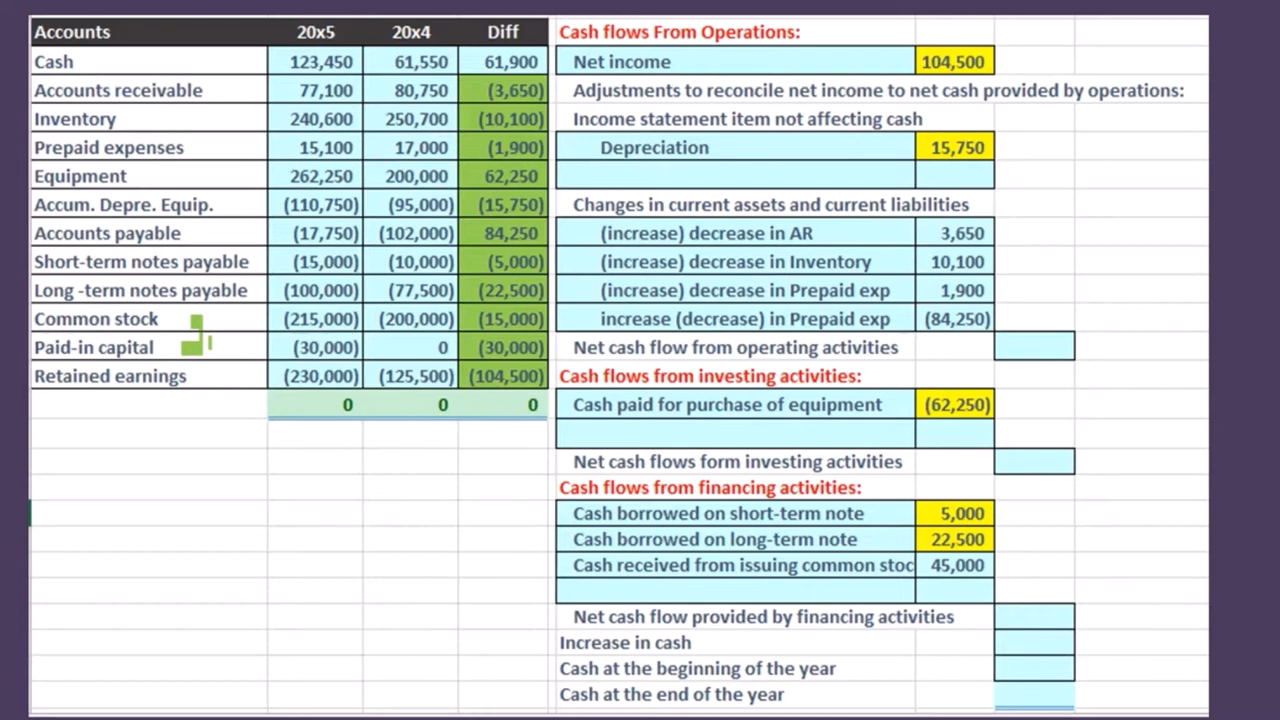 Accounts 20x5 20x4 Diff
Cash 123,450 61,550 61,900
Accounts receivable 77,100 80,750 (3,650)
Inventory 240,600 250,700 (10,100)
Prepaid expenses 15,100 17,000 (1,900)
Equipment 262,250 200,000 62,250
Accum. Depre. Equip. (110,750) (95,000) (15,750)
Accounts payable (17,750) (102,000) 84,250
Short-term notes payable (15,000) (10,000) (5,000)
Long -term notes payable (100,000) (77,500) (22,500)
Common stock (215,000) (200,000) (15,000)
Paid-in capital (30,000) 0 (30,000)
Retained earnings (230,000) (125,500) (104,500)
0 0 0
Cash flows From Operations:
Net income 104,500
Adjustments to reconcile net income to net cash provided by operations:
Income statement item not affecting cash
Depreciation 15,750
Changes in current assets and current liabilities
(increase) decrease in AR 3,650
(increase) decrease in Inventory 10,100
(increase) decrease in Prepaid exp 1,900
increase (decrease) in Prepaid exp (84,250)
Net cash flow from operating activities
Cash flows from investing activities:
Cash paid for purchase of equipment (62,250)
Net cash flows form investing activities
Cash flows from financing activities:
Cash borrowed on short-term note 5,000
Cash borrowed on long-term note 22,500
Cash received from issuing common stoc 45,000
Net cash flow provided by financing activities
Increase in cash
Cash at the beginning of the year
Cash at the end of the year